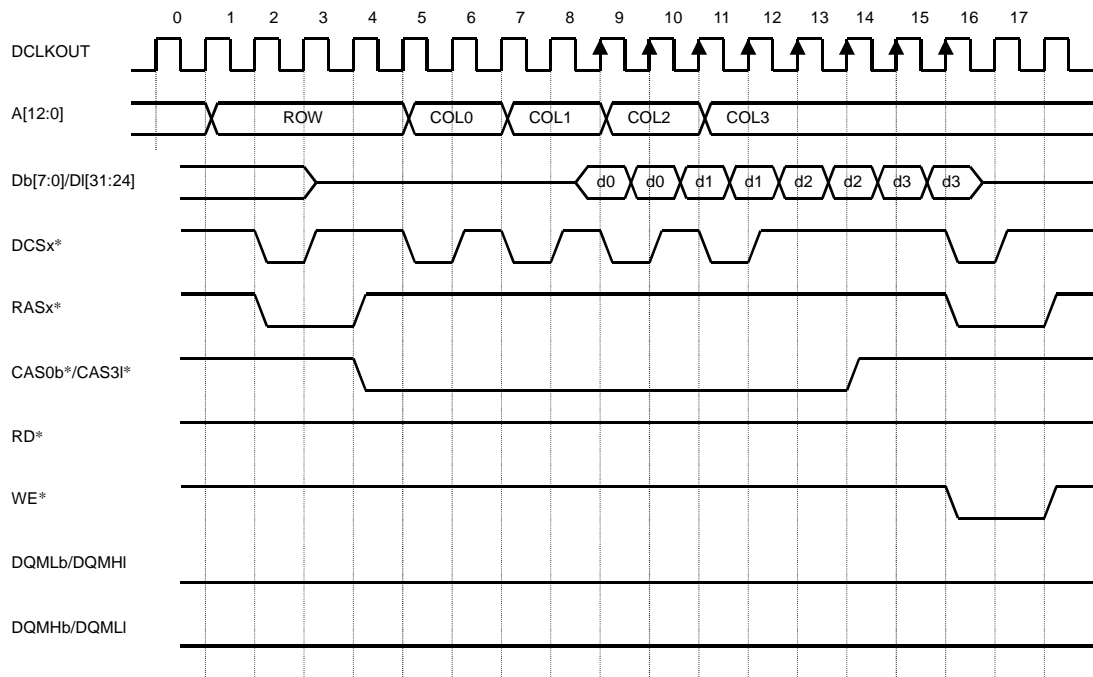 0 1 2 3 4 5 6 7 8 9 10 11 12 13 14 15 16 17
DCLKOUT
A[12:0] ROW COL0 COL1 COL2 COL3
Db[7:0]/Dl[31:24] d0 d0 d1 d1 d2 d2 d3 d3
DCSx*
RASx*
CAS0b*/CAS3l*
RD*
WE*
DQMLb/DQMHl
DQMHb/DQMLl